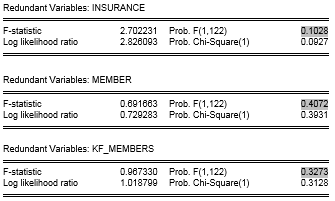 Redundant Variables: INSURANCE
F-statistic 2.702231 Prob. F(1,122) 0.1028
Log likelihood ratio 2.826093 Prob. Chi-Square(1) 0.0927
Redundant Variables: MEMBER
F-statistic 0.691663 Prob. F(1,122) 0.4072
Log likelihood ratio 0.729283 Prob. Chi-Square(1) 0.3931
Redundant Variables: KF_MEMBERS
F-statistic 0.967330 Prob. F(1,122) 0.3273
Log likelihood ratio 1.018799 Prob. Chi-Square(1) 0.3128